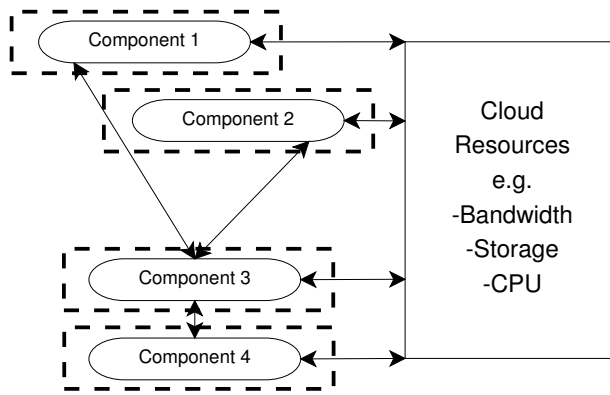 Component 1
Component 2
Component 3
Component 4
Cloud
Resources
e.g.
-Bandwidth
-Storage
-CPU